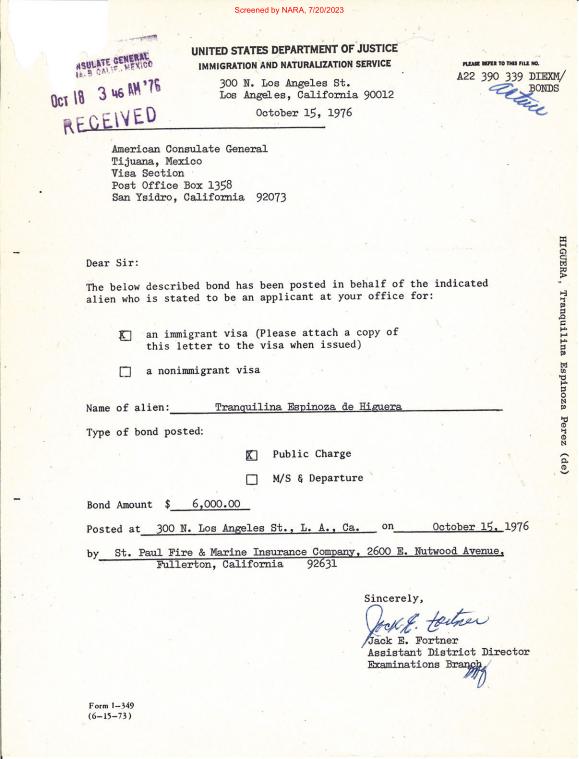 Screened by NARA, 7/20/2023
UNITED STATES DEPARTMENT OF JUSTICE
IMMIGRATION AND NATURALIZATION SERVICE
300 N. Los Angeles St.
Los Angeles, California 90012
October 15, 1976
NSULATE GENERAL
CALIF., MEXICO
OCT 18 3 46 AM '76
RECEIVED
PLEASE REFER TO THIS FILE NO.
A22 390 339 DIEXM/
BONDS
American Consulate General
Tijuana, Mexico
Visa Section
Post Office Box 1358
San Ysidro, California 92073
Dear Sir:
The below described bond has been posted in behalf of the indicated
alien who is stated to be an applicant at your office for:
X an immigrant visa (Please attach a copy of
this letter to the visa when issued)
a nonimmigrant visa
Name of alien: Tranquilina Espinoza de Higuera
Type of bond posted:
X Public Charge
M/S & Departure
Bond Amount $ 6,000.00
Posted at 300 N. Los Angeles St., L. A., Ca. on October 15, 1976
by St. Paul Fire & Marine Insurance Company, 2600 E. Nutwood Avenue,
Fullerton, California 92631
Sincerely,
Jack E. Fortner
Jack E. Fortner
Assistant District Director
Examinations Branch
Form I-349
(6-15-73)
HIGUERA, Tranquilina Espinoza Perez (de)